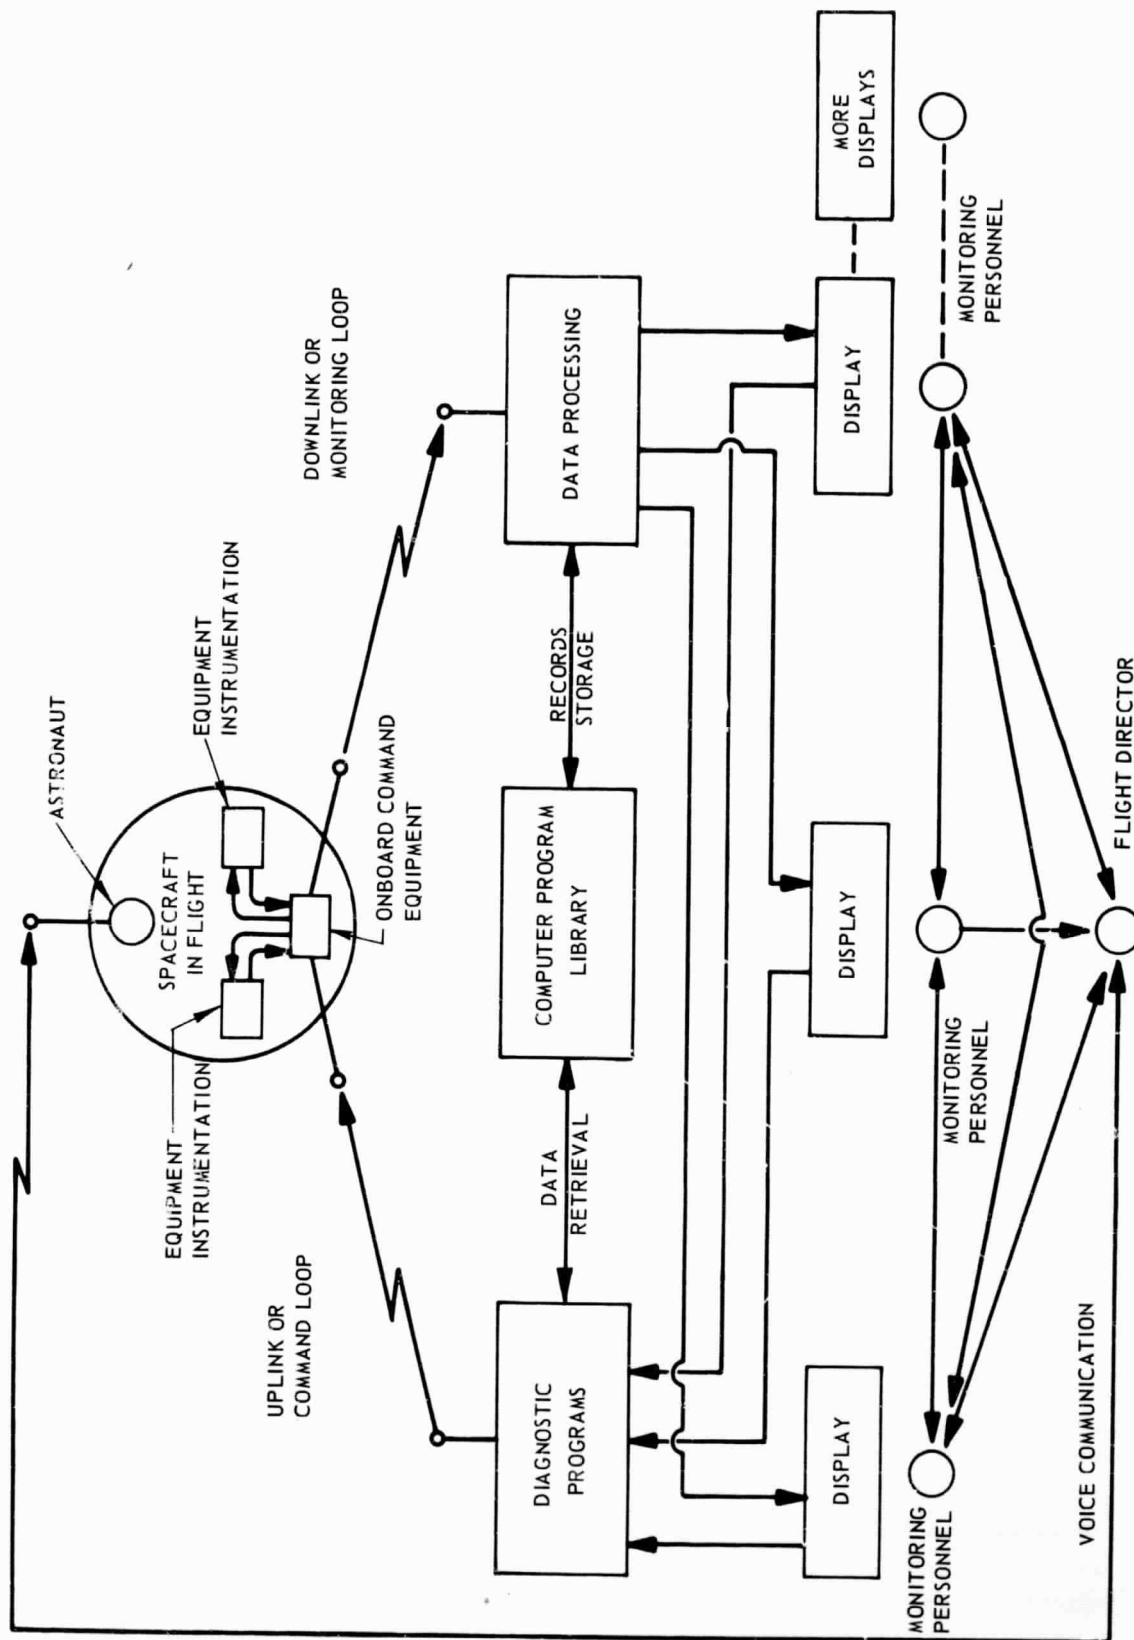 ASTRONAUT
EQUIPMENT
INSTRUMENTATION
SPACECRAFT
IN FLIGHT
EQUIPMENT
INSTRUMENTATION
ONBOARD COMMAND
EQUIPMENT
UPLINK OR
COMMAND LOOP
DOWNLINK OR
MONITORING LOOP
DIAGNOSTIC
PROGRAMS
DATA
RETRIEVAL
COMPUTER PROGRAM
LIBRARY
RECORDS
STORAGE
DATA PROCESSING
DISPLAY
DISPLAY
DISPLAY
MORE
DISPLAYS
MONITORING
PERSONNEL
MONITORING
PERSONNEL
MONITORING
PERSONNEL
VOICE COMMUNICATION
FLIGHT DIRECTOR